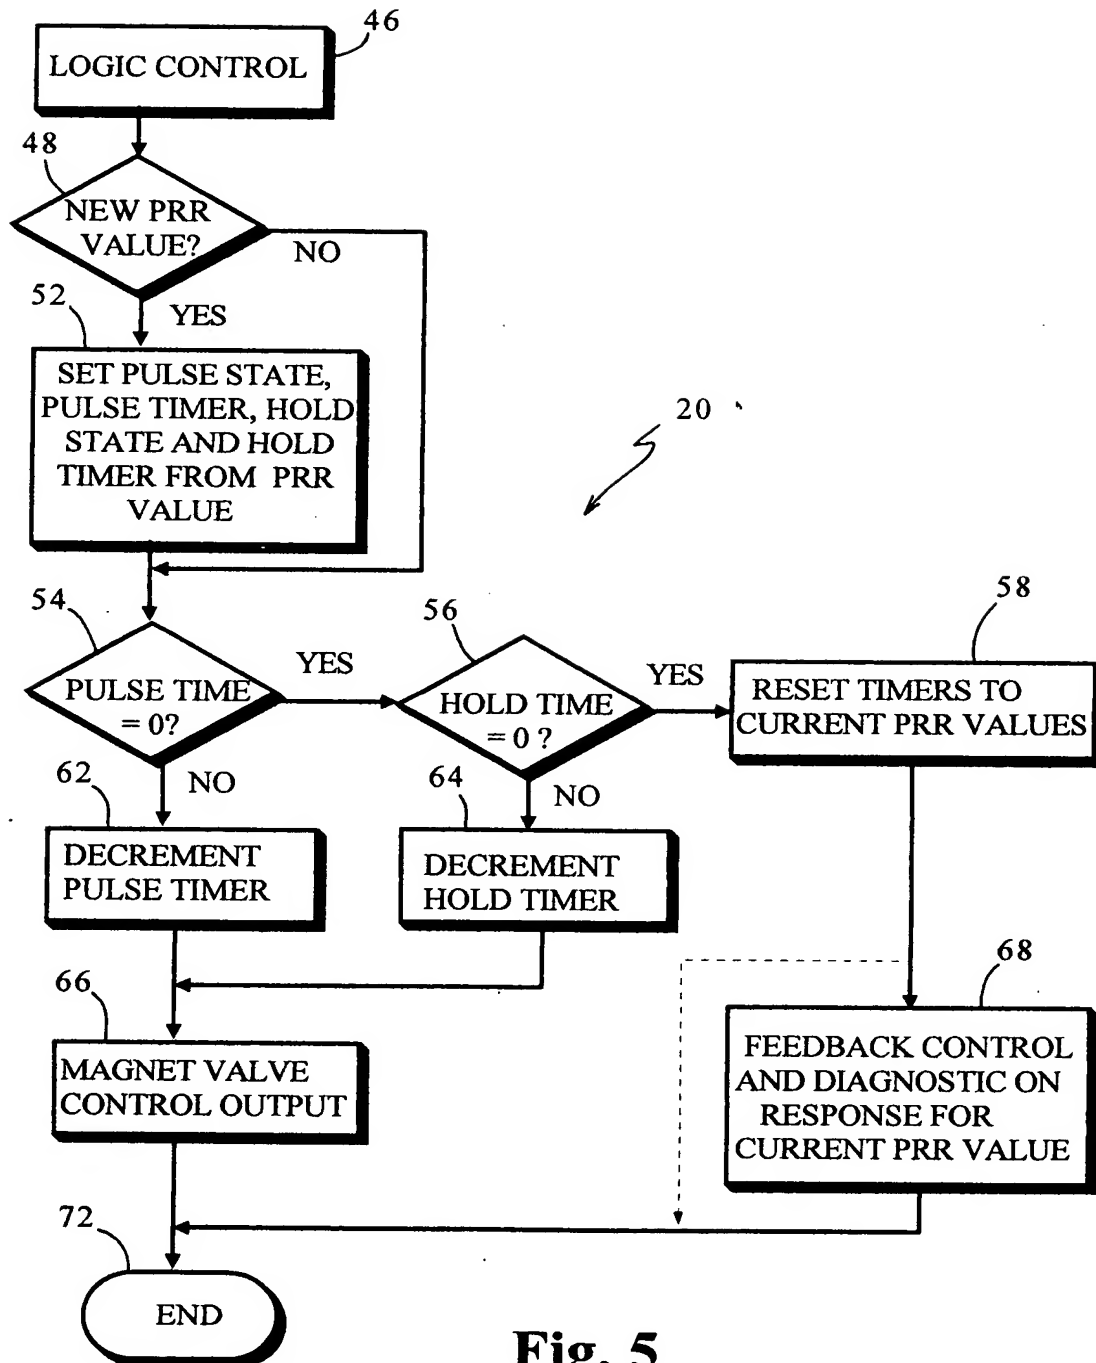 46
LOGIC CONTROL
48
NEW PRR
VALUE?
NO
YES
52
SET PULSE STATE,
PULSE TIMER, HOLD
STATE AND HOLD
TIMER FROM PRR
VALUE
20
54
PULSE TIME
= 0?
YES
56
HOLD TIME
= 0 ?
YES
58
RESET TIMERS TO
CURRENT PRR VALUES
NO
62
DECREMENT
PULSE TIMER
NO
64
DECREMENT
HOLD TIMER
66
MAGNET VALVE
CONTROL OUTPUT
68
FEEDBACK CONTROL
AND DIAGNOSTIC ON
RESPONSE FOR
CURRENT PRR VALUE
72
END
Fig. 5